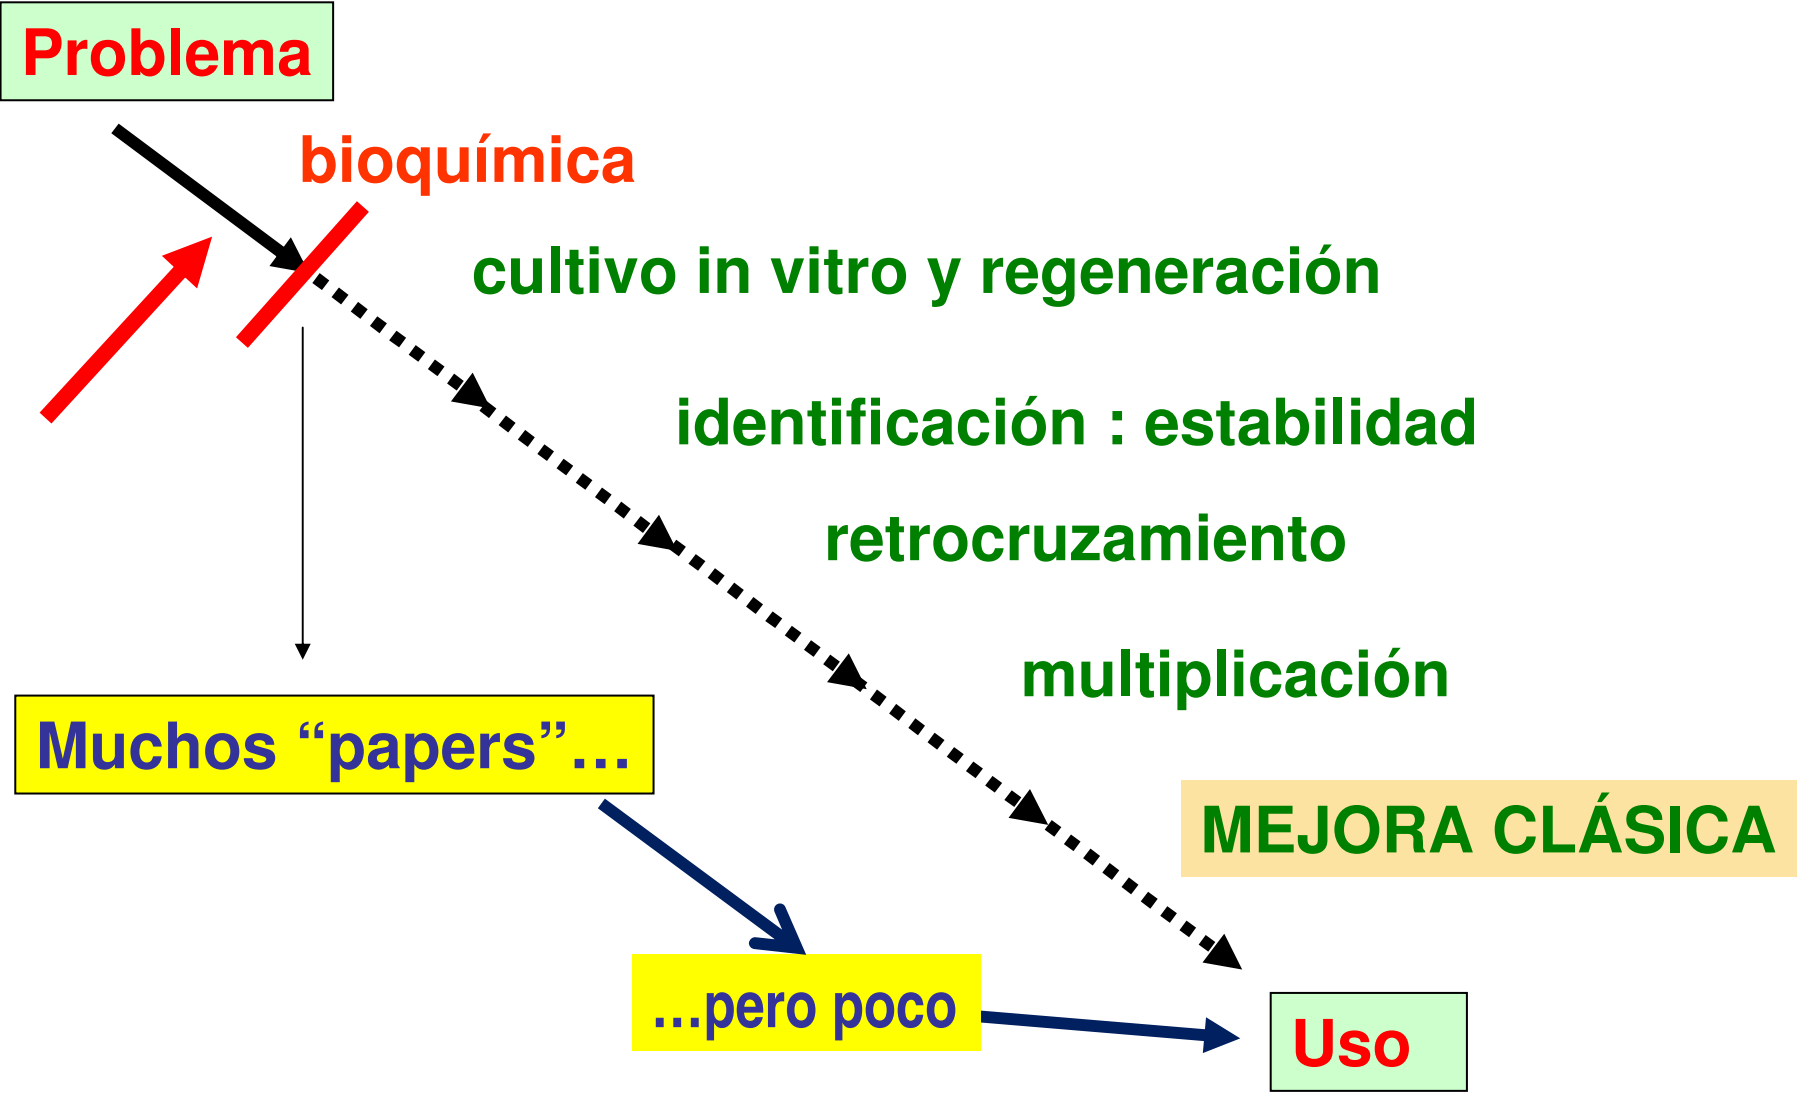 Problema
bioquímica
cultivo in vitro y regeneración
identificación : estabilidad
retrocruzamiento
multiplicación
Muchos “papers”…
MEJORA CLÁSICA
…pero poco
Uso